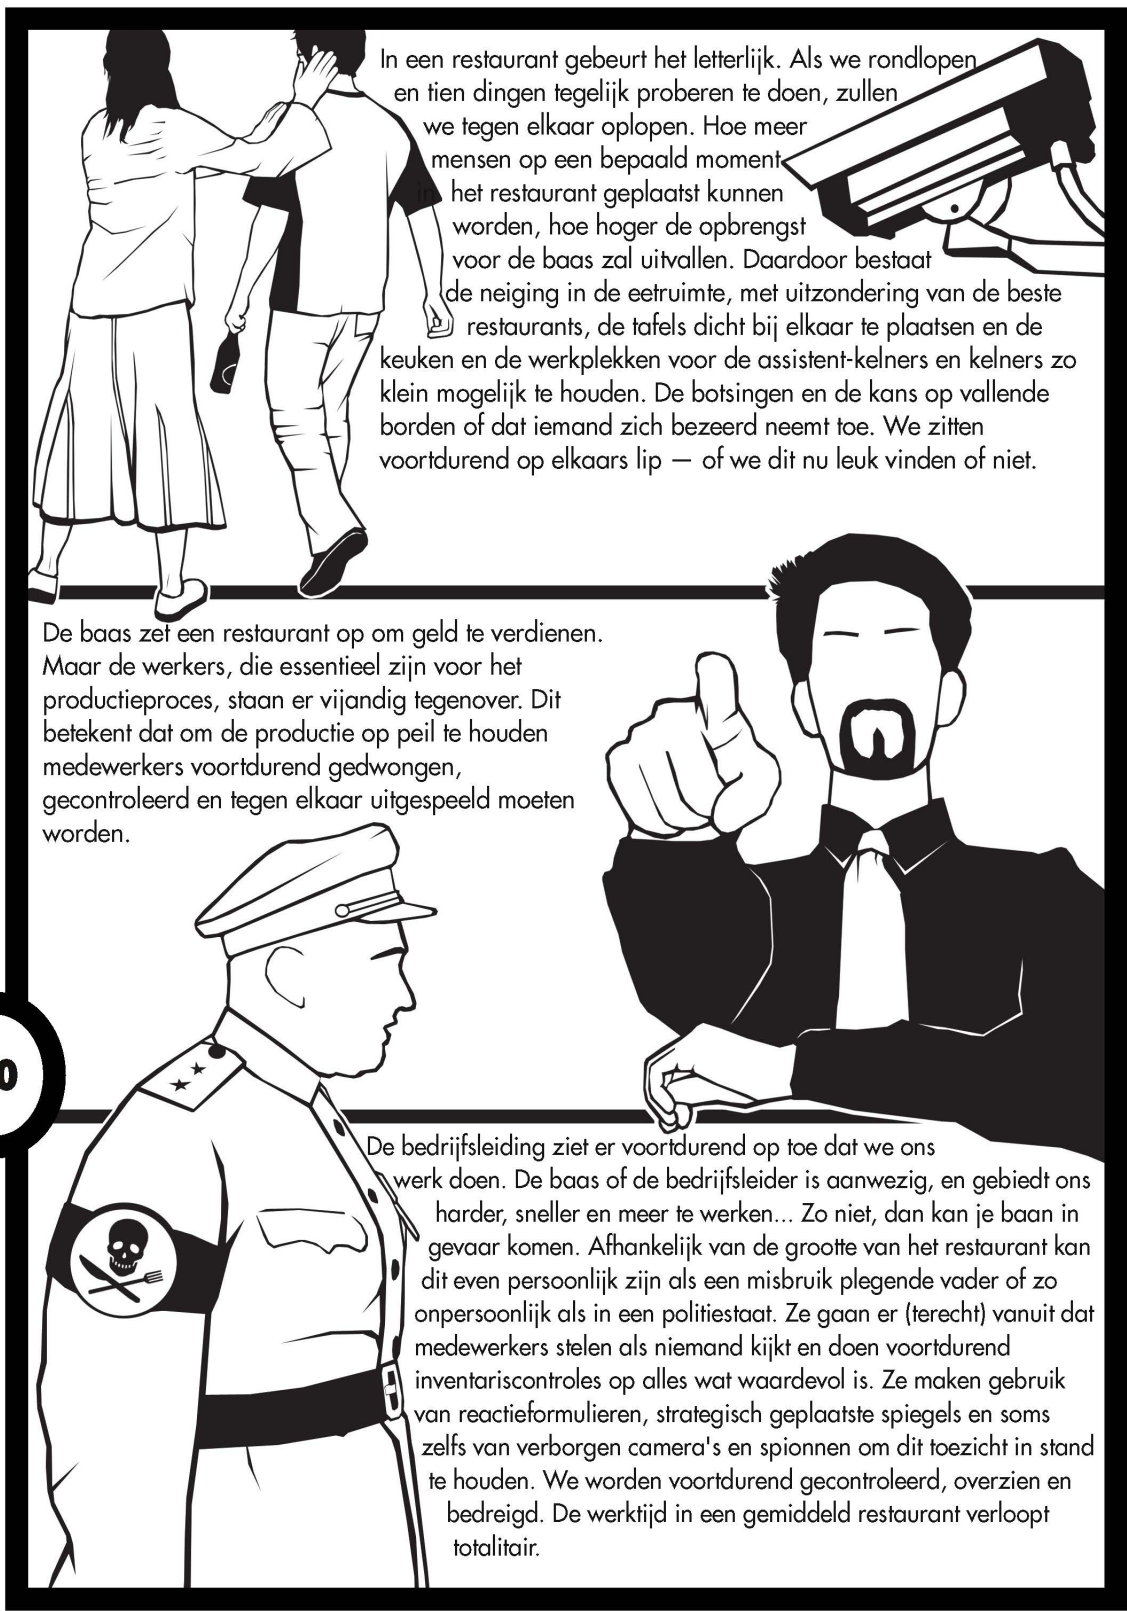 In een restaurant gebeurt het letterlijk. Als we rondlopen
en tien dingen tegelijk proberen te doen, zullen
we tegen elkaar oplopen. Hoe meer
mensen op een bepaald moment
in het restaurant geplaatst kunnen
worden, hoe hoger de opbrengst
voor de baas zal uitvallen. Daardoor bestaat
de neiging in de eetruimte, met uitzondering van de beste
restaurants, de tafels dicht bij elkaar te plaatsen en de
keuken en de werkplekken voor de assistent-kelners en kelners zo
klein mogelijk te houden. De botsingen en de kans op vallende
borden of dat iemand zich bezeerd neemt toe. We zitten
voortdurend op elkaars lip — of we dit nu leuk vinden of niet.
De baas zet een restaurant op om geld te verdienen.
Maar de werkers, die essentieel zijn voor het
productieproces, staan er vijandig tegenover. Dit
betekent dat om de productie op peil te houden
medewerkers voortdurend gedwongen,
gecontroleerd en tegen elkaar uitgespeeld moeten
worden.
De bedrijfsleiding ziet er voortdurend op toe dat we ons
werk doen. De baas of de bedrijfsleider is aanwezig, en gebiedt ons
harder, sneller en meer te werken... Zo niet, dan kan je baan in
gevaar komen. Afhankelijk van de grootte van het restaurant kan
dit even persoonlijk zijn als een misbruik plegende vader of zo
onpersoonlijk als in een politiestaat. Ze gaan er (terecht) vanuit dat
medewerkers stelen als niemand kijkt en doen voortdurend
inventariscontroles op alles wat waardevol is. Ze maken gebruik
van reactieformulieren, strategisch geplaatste spiegels en soms
zelfs van verborgen camera's en spionnen om dit toezicht in stand
te houden. We worden voortdurend gecontroleerd, overzien en
bedreigd. De werktijd in een gemiddeld restaurant verloopt
totalitair.